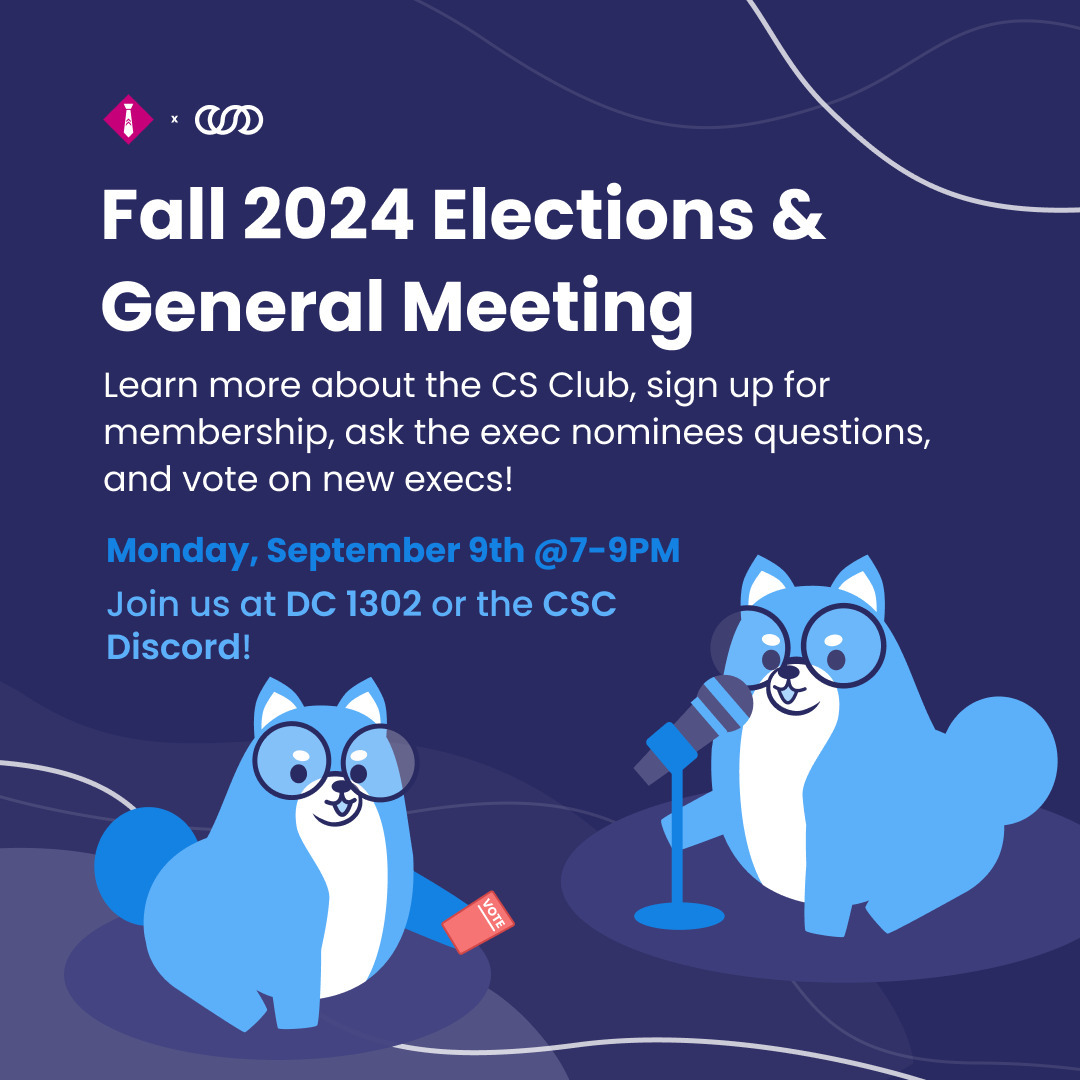 x
Fall 2024 Elections &
General Meeting
Learn more about the CS Club, sign up for
membership, ask the exec nominees questions,
and vote on new execs!
Monday, September 9th @7-9PM
Join us at DC 1302 or the CSC
Discord!
VOTE